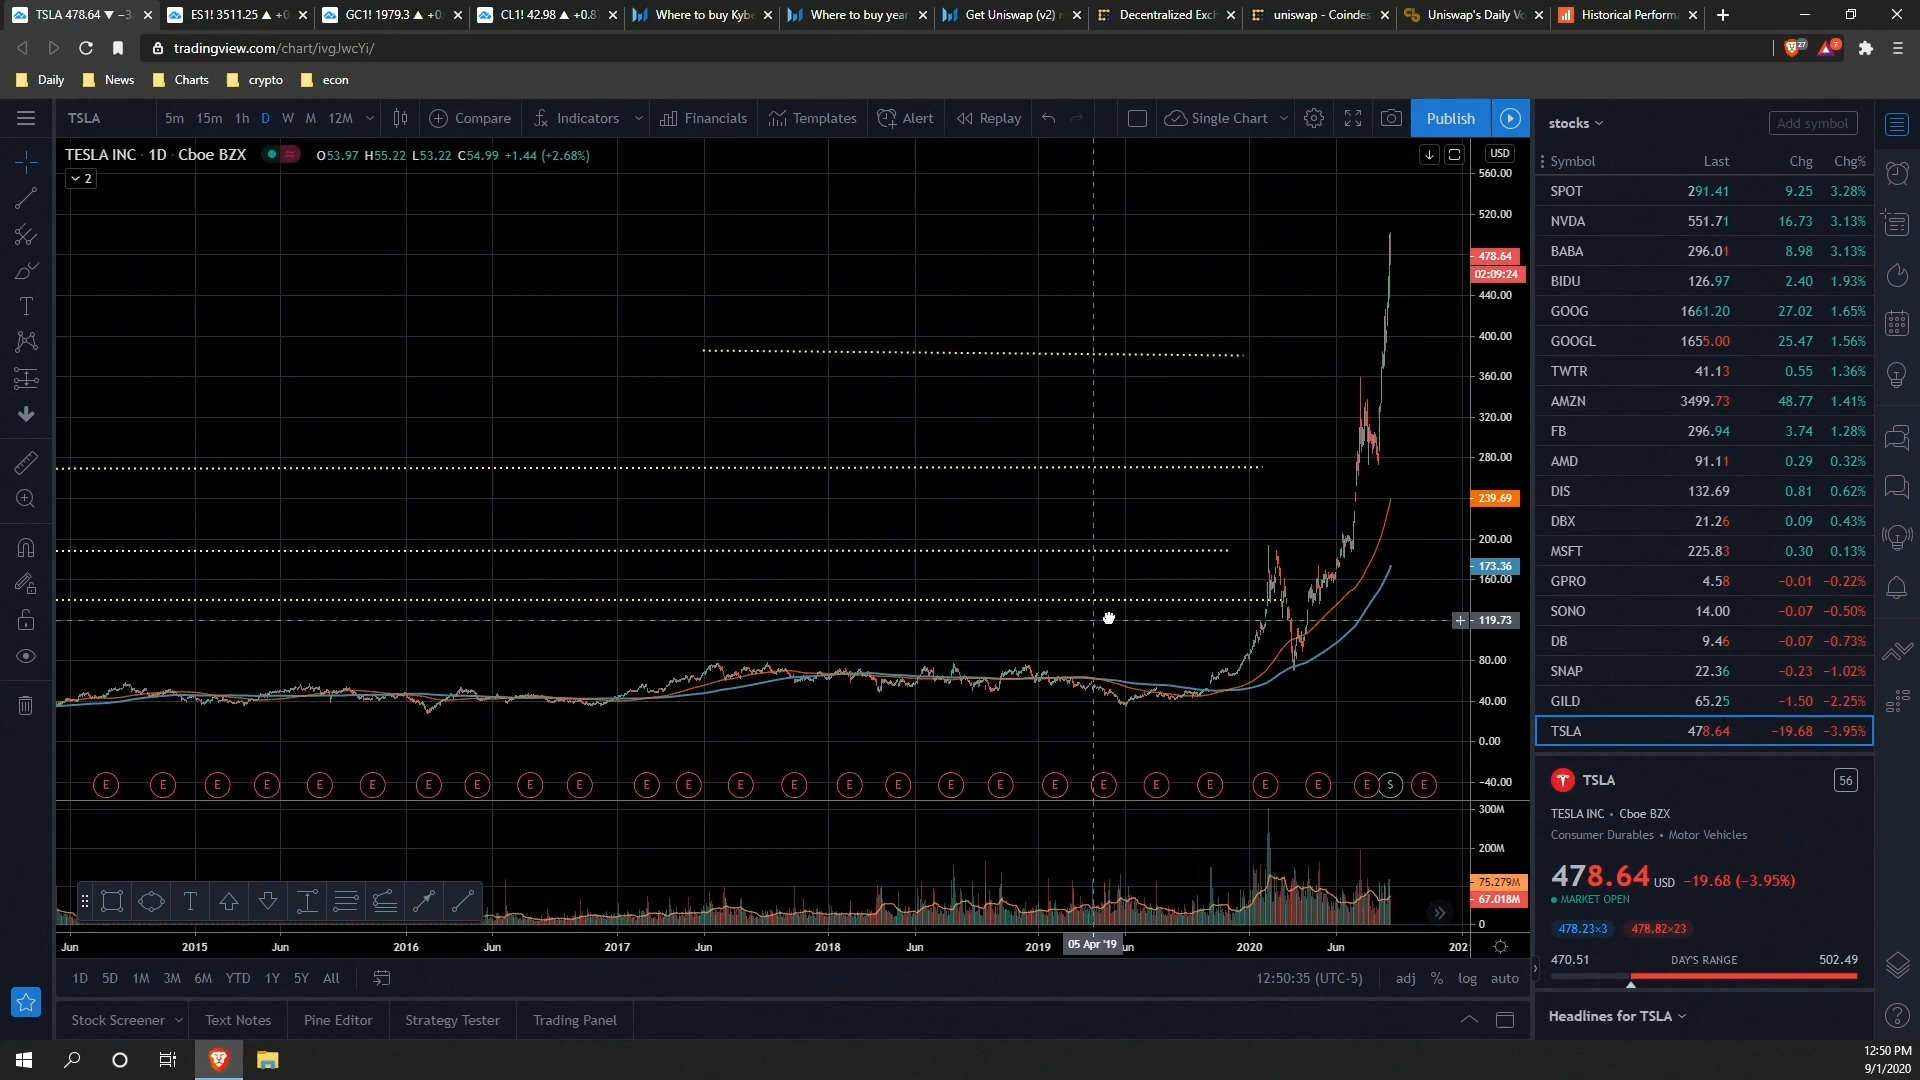 TSLA 478.64 ▼ −3.
ES1! 3511.25 ▲ +0
GC1! 1979.3 ▲ +0.
CL1! 42.98 ▲ +0.8
Where to buy Kybe
Where to buy year
Get Uniswap (v2) r
Decentralized Exc
uniswap - Coindes
Uniswap's Daily Vo
Historical Perform
tradingview.com/chart/ivgJwcYi/
27
7
Daily News Charts crypto econ
TSLA 5m 15m 1h D W M 12M Compare Indicators Financials Templates Alert Replay Single Chart Publish
TESLA INC · 1D · Cboe BZX O53.97 H55.22 L53.22 C54.99 +1.44 (+2.68%)
2
USD
560.00
520.00
478.64
02:09:24
440.00
400.00
360.00
320.00
280.00
239.69
200.00
173.36
160.00
119.73
80.00
40.00
0.00
−40.00
E E E E E E E E E E E E E E E E E E E E E E E E E S E
300M
200M
75.279M
67.018M
0
Jun 2015 Jun 2016 Jun 2017 Jun 2018 Jun 2019 05 Apr '19 un 2020 Jun 202
1D 5D 1M 3M 6M YTD 1Y 5Y All 12:50:35 (UTC-5) adj % log auto
Stock Screener Text Notes Pine Editor Strategy Tester Trading Panel
stocks Add symbol
Symbol Last Chg Chg%
SPOT 291.41 9.25 3.28%
NVDA 551.71 16.73 3.13%
BABA 296.01 8.98 3.13%
BIDU 126.97 2.40 1.93%
GOOG 1661.20 27.02 1.65%
GOOGL 1655.00 25.47 1.56%
TWTR 41.13 0.55 1.36%
AMZN 3499.73 48.77 1.41%
FB 296.94 3.74 1.28%
AMD 91.11 0.29 0.32%
DIS 132.69 0.81 0.62%
DBX 21.26 0.09 0.43%
MSFT 225.83 0.30 0.13%
GPRO 4.58 −0.01 −0.22%
SONO 14.00 −0.07 −0.50%
DB 9.46 −0.07 −0.73%
SNAP 22.36 −0.23 −1.02%
GILD 65.25 −1.50 −2.25%
TSLA 478.64 −19.68 −3.95%
TSLA 56
TESLA INC • Cboe BZX
Consumer Durables • Motor Vehicles
478.64 USD −19.68 (−3.95%)
MARKET OPEN
478.23×3 478.82×23
470.51 DAY'S RANGE 502.49
Headlines for TSLA
12:50 PM
9/1/2020